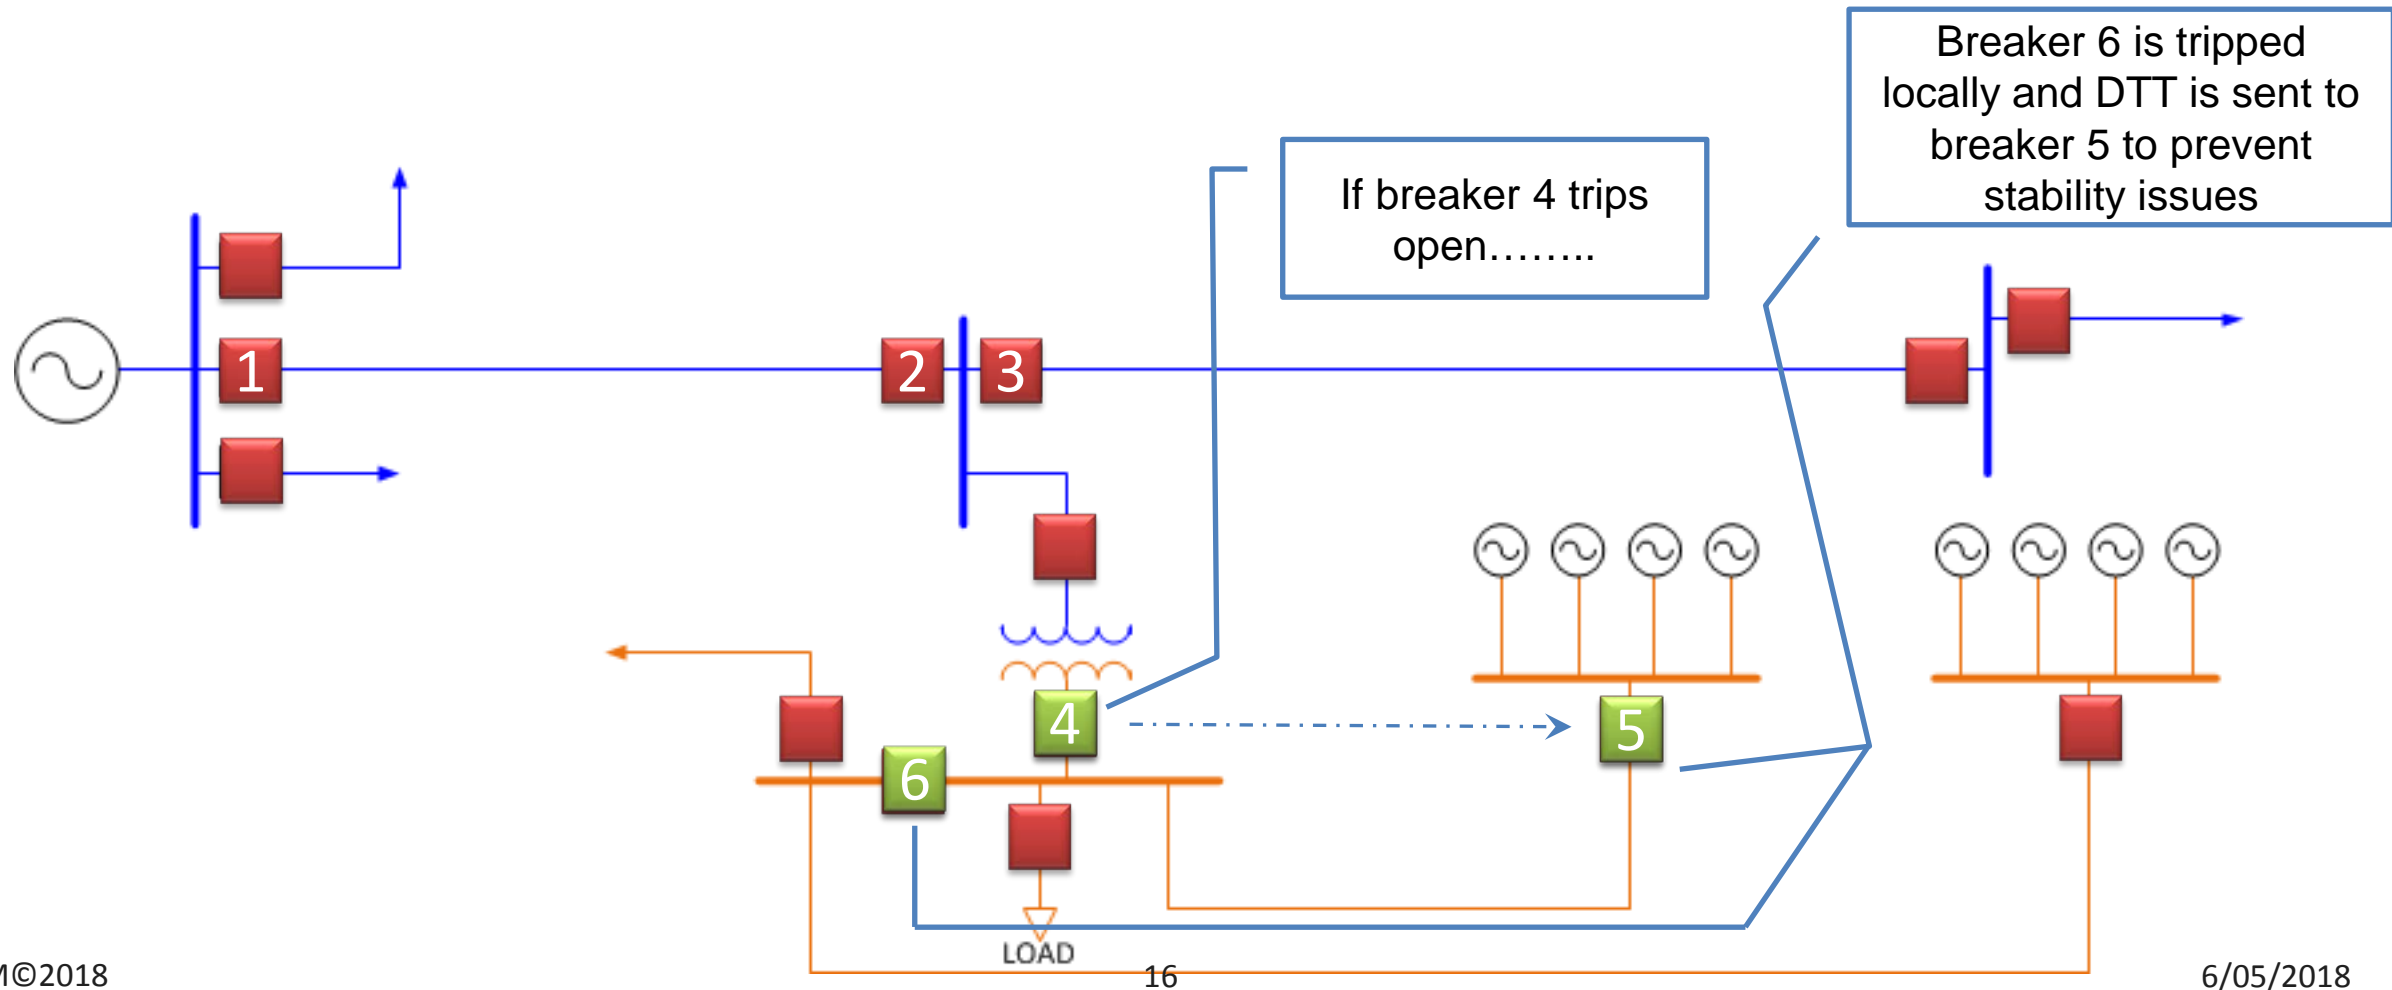 Breaker 6 is tripped
locally and DTT is sent to
breaker 5 to prevent
stability issues
If breaker 4 trips
open........
1
2
3
4
5
6
LOAD
M©2018
16
6/05/2018